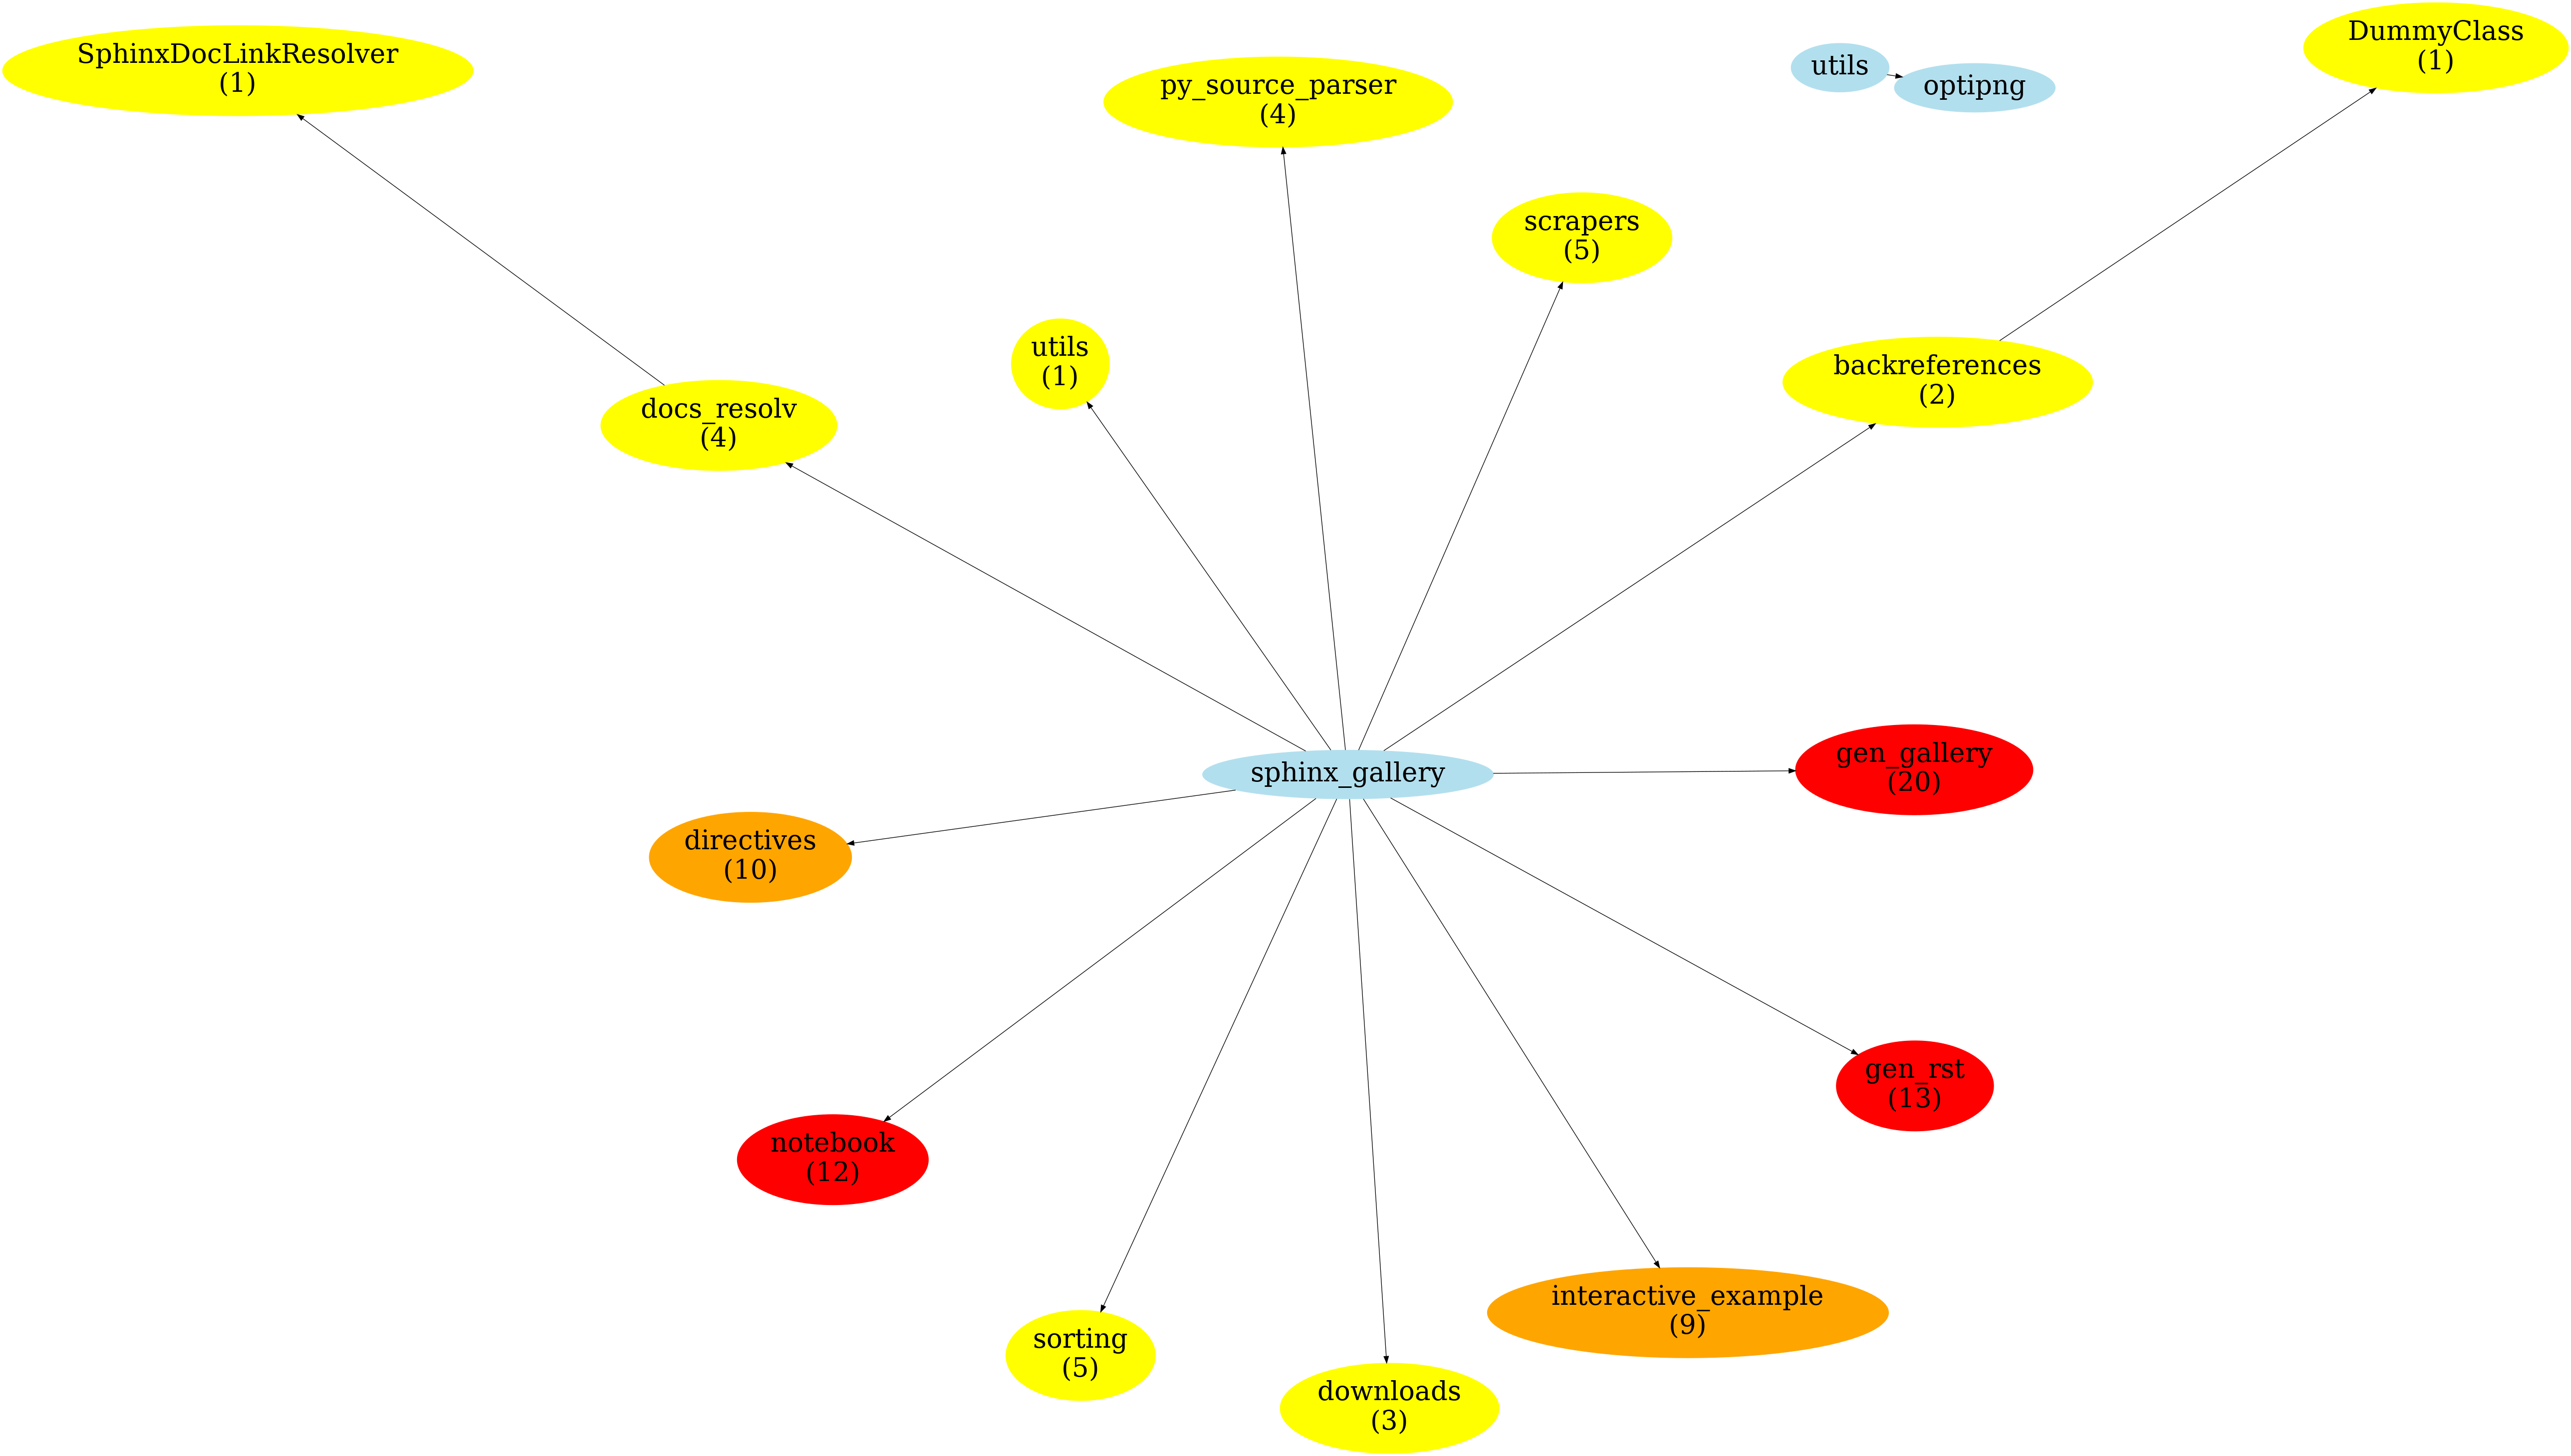 SphinxDocLinkResolver
(1)
py_source_parser
(4)
utils
optipng
DummyClass
(1)
scrapers
(5)
utils
(1)
backreferences
(2)
docs_resolv
(4)
sphinx_gallery
gen_gallery
(20)
directives
(10)
gen_rst
(13)
notebook
(12)
interactive_example
(9)
sorting
(5)
downloads
(3)